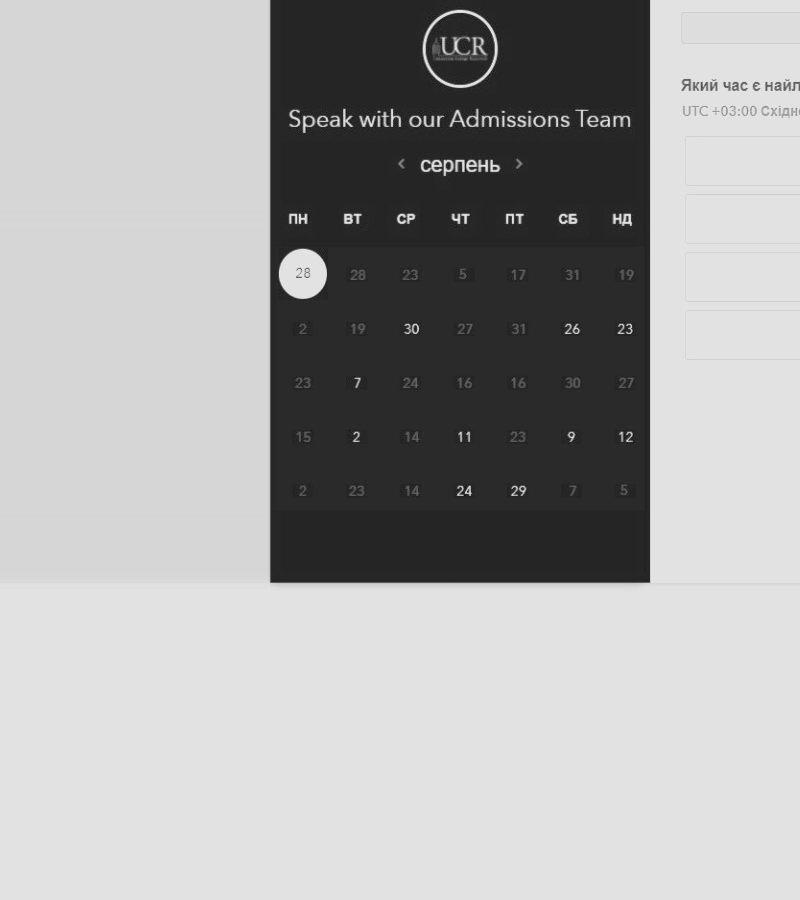 UCR
Speak with our Admissions Team
серпень
ПН ВТ СР ЧТ ПТ СБ НД
28 28 23 5 17 31 19
2 19 30 27 31 26 23
23 7 24 16 16 30 27
15 2 14 11 23 9 12
2 23 14 24 29 7 5
Який час є найл
UTC +03:00 Східно